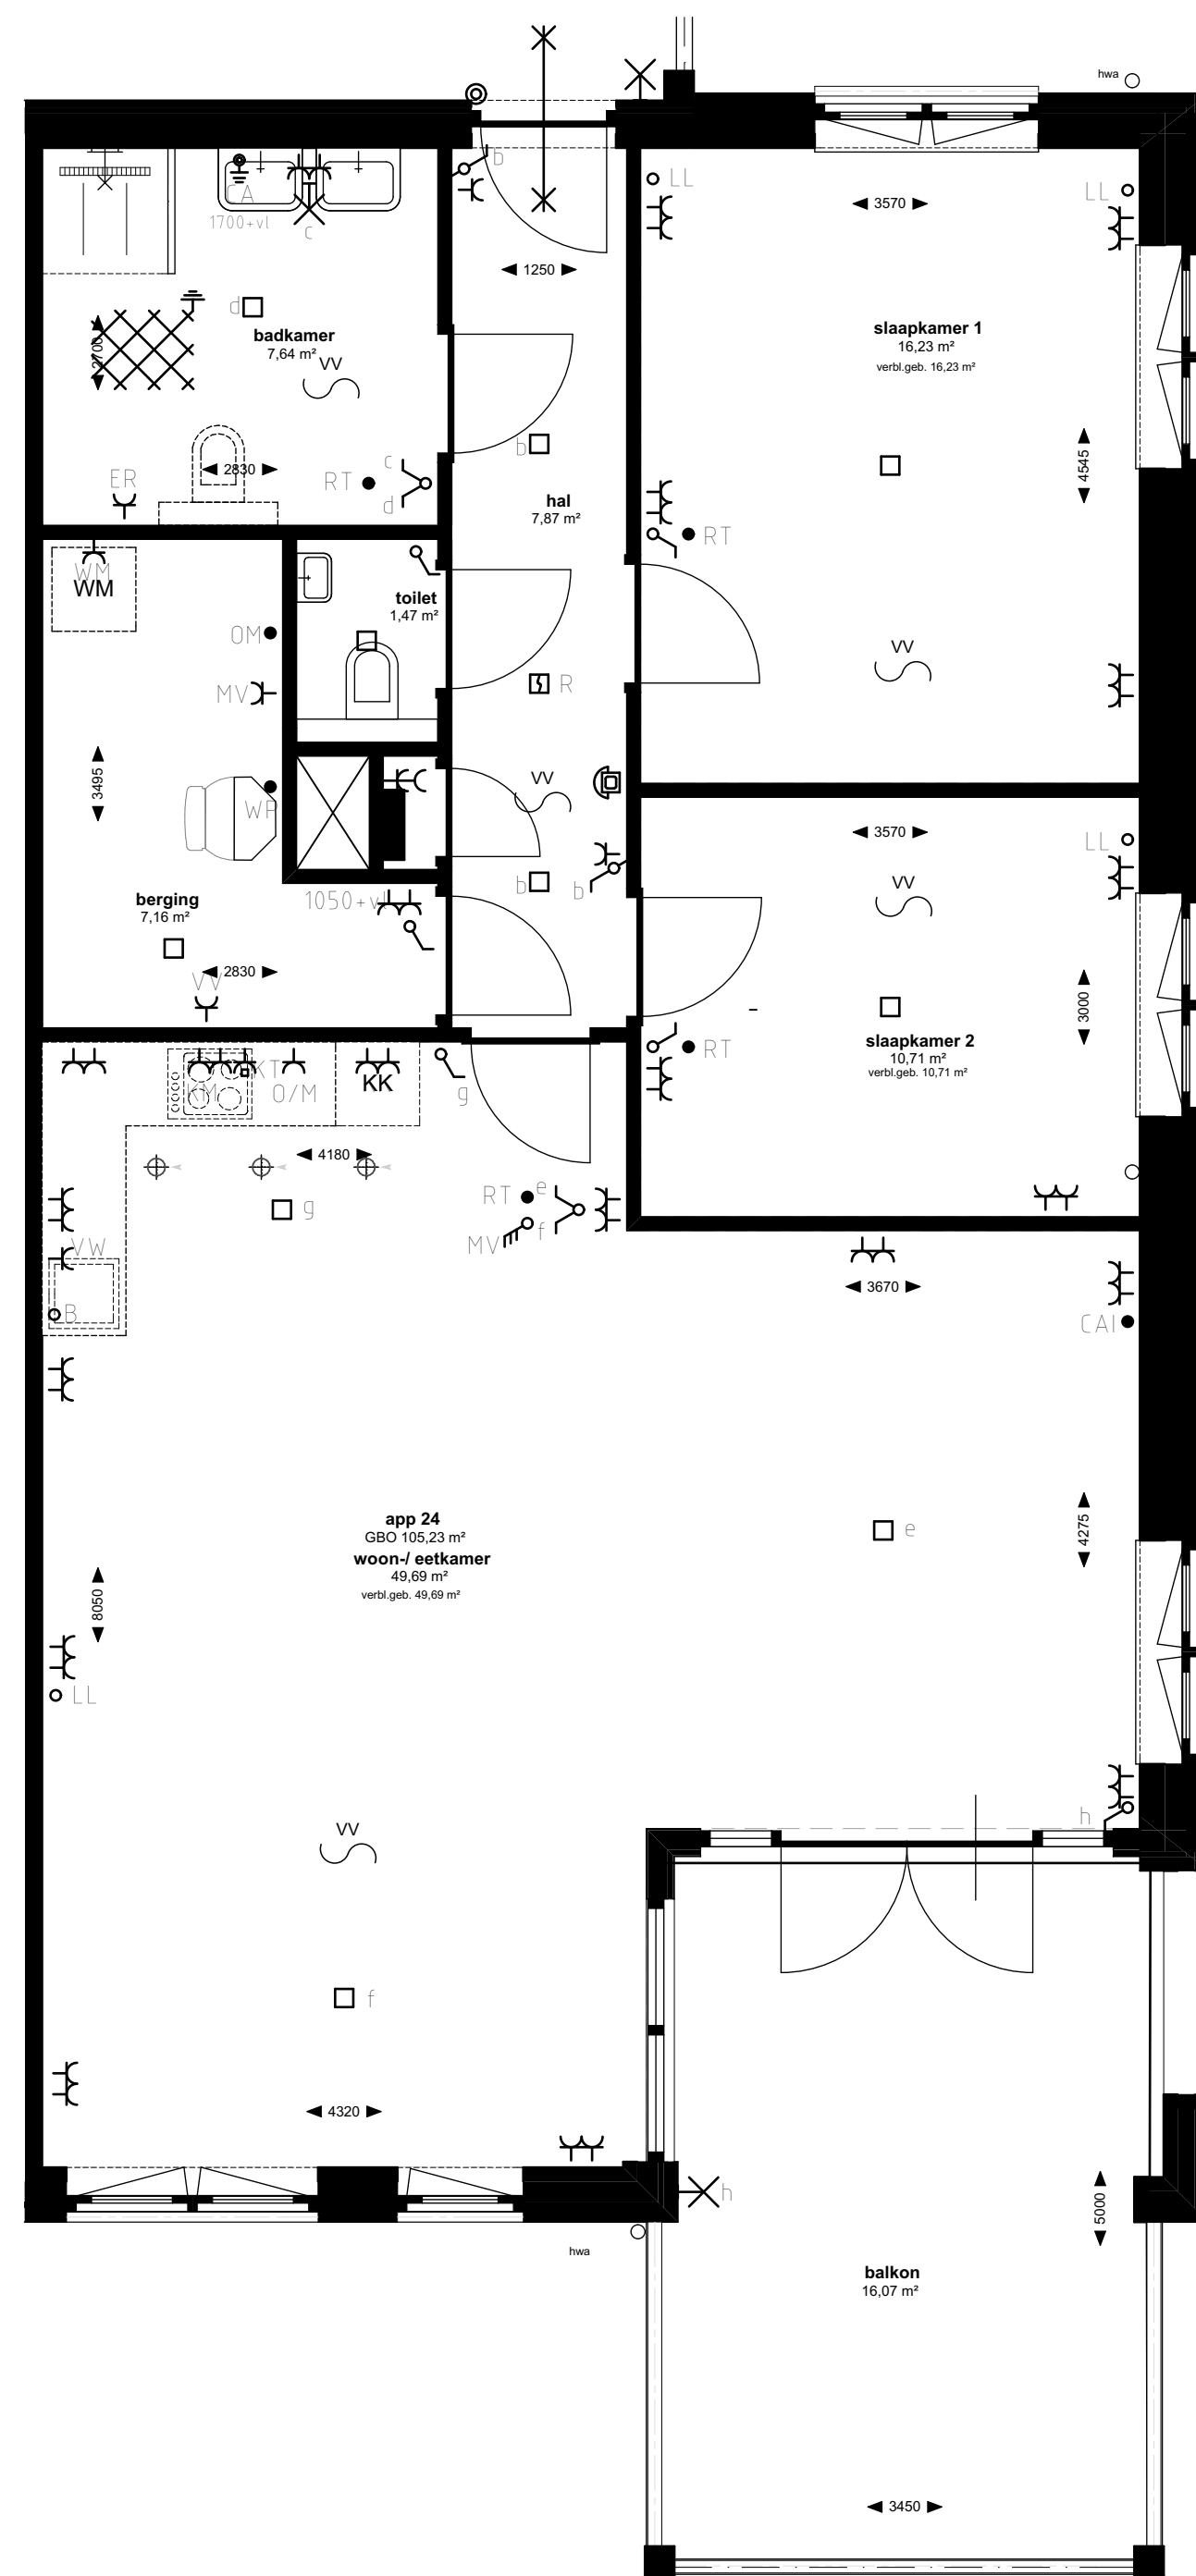 hwa
b
LL
LL
CA
3570
1700+vl
c
1250
d
badkamer
7,64 m²
VV
slaapkamer 1
16,23 m²
verbl.geb. 16,23 m²
2700
b
4545
c
2830
ER
RT
d
hal
7,87 m²
RT
WM
WM
toilet
1,47 m²
OM
VV
R
MV
3495
VV
WP
3570
LL
b
b
VV
1050+vl
berging
7,16 m²
VV
2830
3000
RT
slaapkamer 2
10,71 m²
verbl.geb. 10,71 m²
KT
KM
O/M
KK
g
4180
RT
e
g
f
MV
VW
3670
B
CAI
app 24
GBO 105,23 m²
woon-/ eetkamer
49,69 m²
verbl.geb. 49,69 m²
e
4275
8050
LL
h
VV
f
4320
h
5000
hwa
balkon
16,07 m²
3450